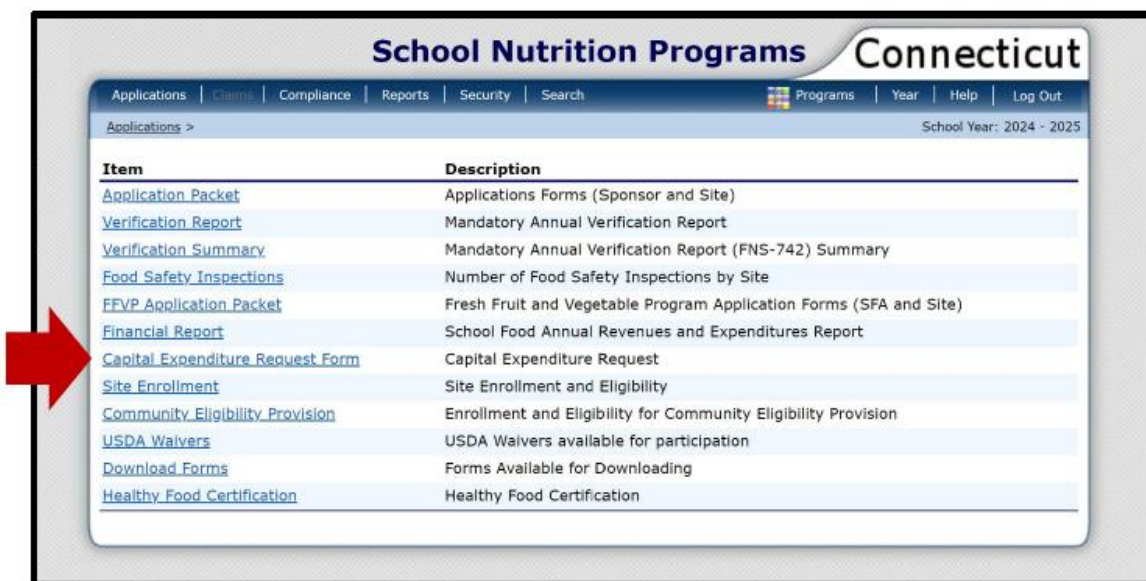 School Nutrition Programs Connecticut
Applications | Claims | Compliance | Reports | Security | Search Programs | Year | Help | Log Out
Applications > School Year: 2024 - 2025
Item Description
Application Packet Applications Forms (Sponsor and Site)
Verification Report Mandatory Annual Verification Report
Verification Summary Mandatory Annual Verification Report (FNS-742) Summary
Food Safety Inspections Number of Food Safety Inspections by Site
FFVP Application Packet Fresh Fruit and Vegetable Program Application Forms (SFA and Site)
Financial Report School Food Annual Revenues and Expenditures Report
Capital Expenditure Request Form Capital Expenditure Request
Site Enrollment Site Enrollment and Eligibility
Community Eligibility Provision Enrollment and Eligibility for Community Eligibility Provision
USDA Waivers USDA Waivers available for participation
Download Forms Forms Available for Downloading
Healthy Food Certification Healthy Food Certification